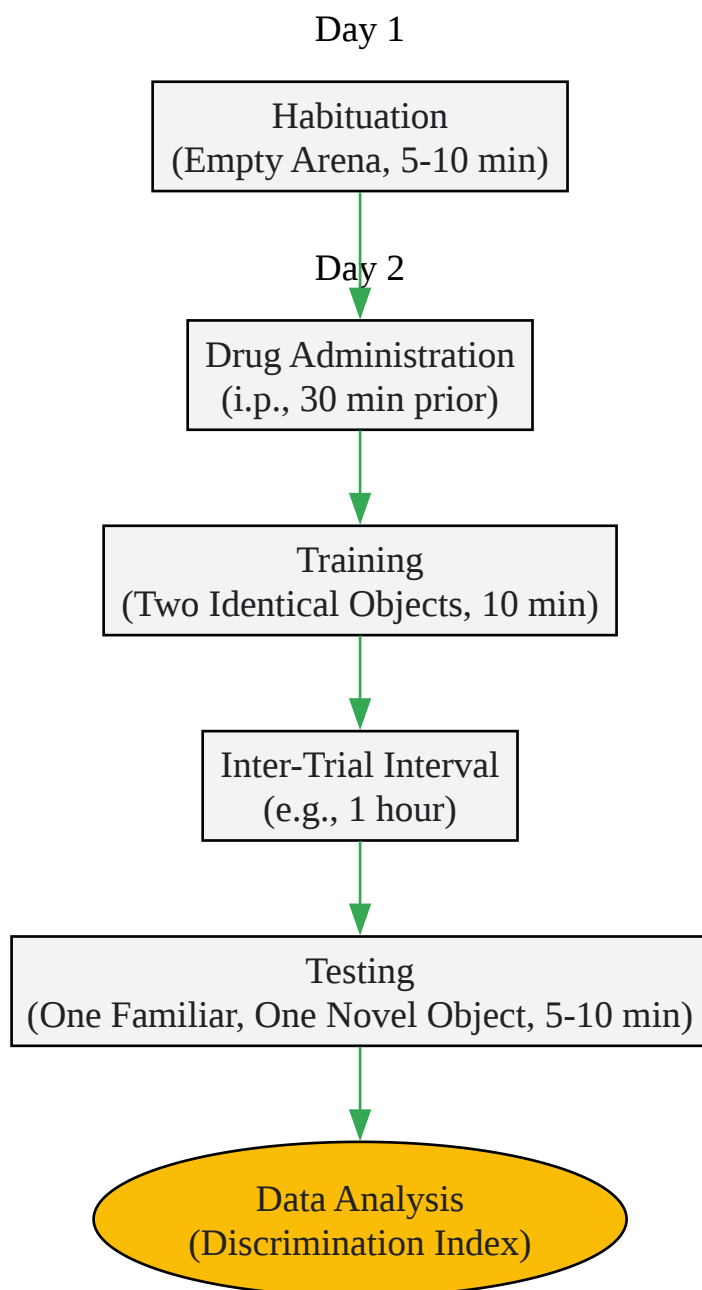 Day 1
Habituation
(Empty Arena, 5-10 min)
Day 2
Drug Administration
(i.p., 30 min prior)
Training
(Two Identical Objects, 10 min)
Inter-Trial Interval
(e.g., 1 hour)
Testing
(One Familiar, One Novel Object, 5-10 min)
Data Analysis
(Discrimination Index)